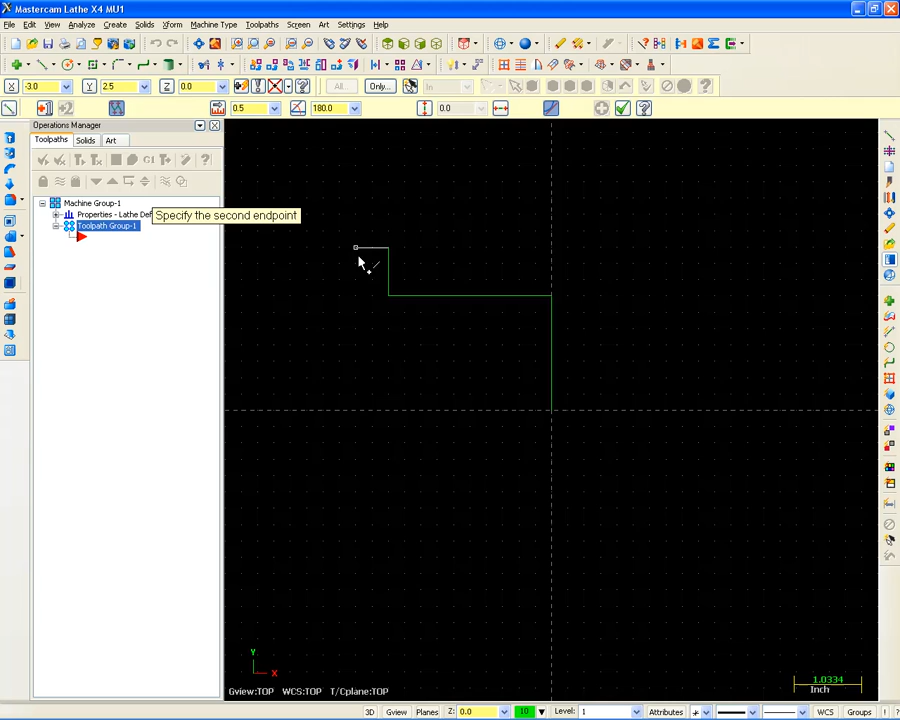 Mastercam Lathe X4 MU1
File Edit View Analyze Create Solids Xform Machine Type Toolpaths Screen Art Settings Help
X -3.0 Y 2.5 Z 0.0 All... Only... In
0.5 180.0 0.0
Operations Manager
Toolpaths Solids Art
G1
Machine Group-1
Properties - Lathe Def
Toolpath Group-1
Specify the second endpoint
Y
X
Gview:TOP WCS:TOP T/Cplane:TOP
1.0334
Inch
3D Gview Planes Z: 0.0 10 Level: 1 Attributes WCS Groups ! ?